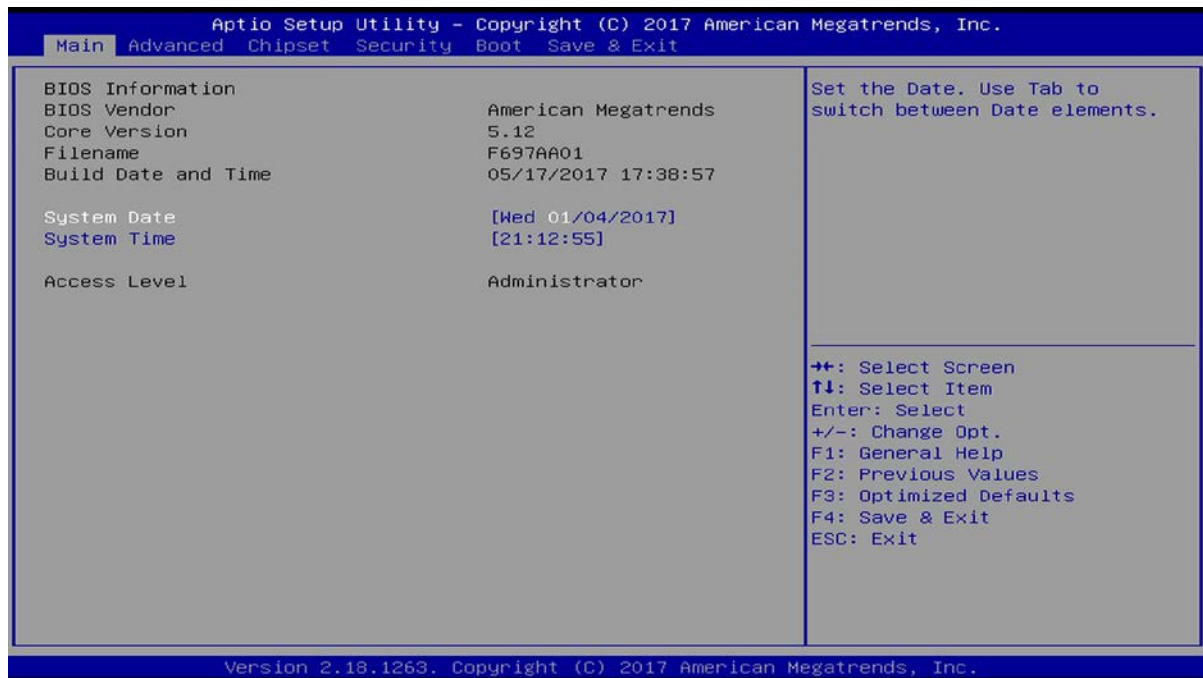 Aptio Setup Utility – Copyright (C) 2017 American Megatrends, Inc.
Main Advanced Chipset Security Boot Save & Exit
BIOS Information
BIOS Vendor American Megatrends
Core Version 5.12
Filename F697AA01
Build Date and Time 05/17/2017 17:38:57
System Date [Wed 01/04/2017]
System Time [21:12:55]
Access Level Administrator
Set the Date. Use Tab to
switch between Date elements.
→←: Select Screen
↑↓: Select Item
Enter: Select
+/-: Change Opt.
F1: General Help
F2: Previous Values
F3: Optimized Defaults
F4: Save & Exit
ESC: Exit
Version 2.18.1263. Copyright (C) 2017 American Megatrends, Inc.